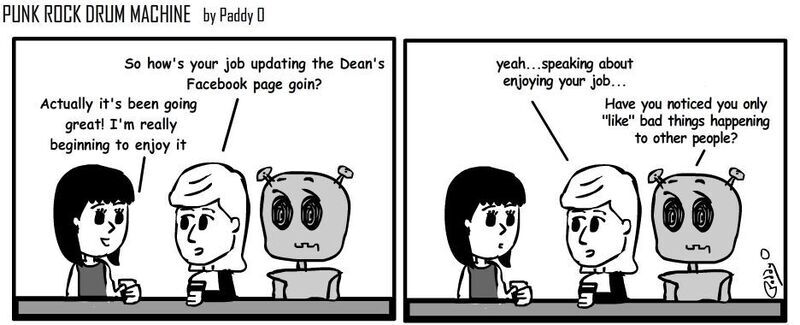 PUNK ROCK DRUM MACHINE by Paddy O
So how's your job updating the Dean's
Facebook page goin?
Actually it's been going
great! I'm really
beginning to enjoy it
yeah...speaking about
enjoying your job...
Have you noticed you only
"like" bad things happening
to other people?
Paddy O